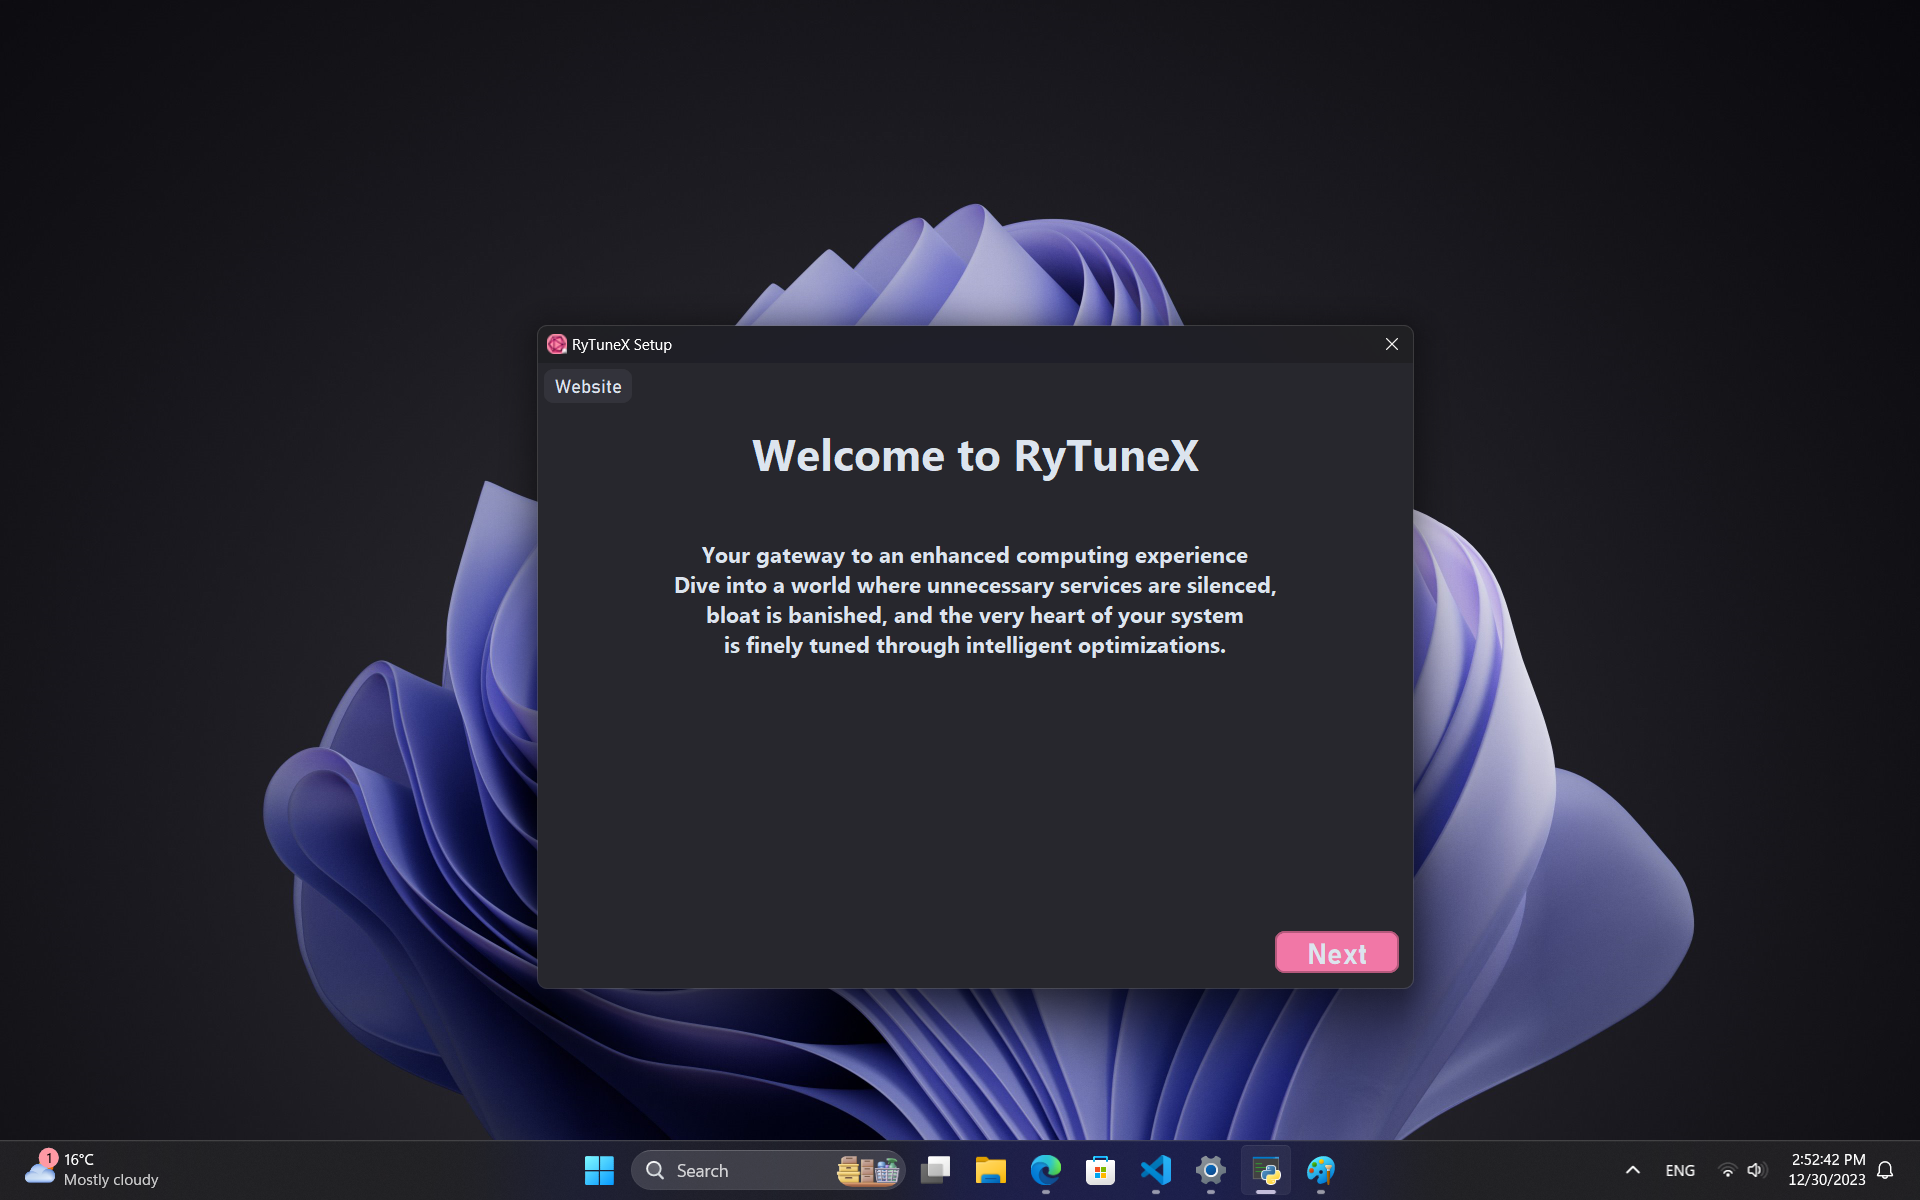 RyTuneX Setup
Website
Welcome to RyTuneX
Your gateway to an enhanced computing experience
Dive into a world where unnecessary services are silenced,
bloat is banished, and the very heart of your system
is finely tuned through intelligent optimizations.
Next
1
16°C
Mostly cloudy
Search
ENG
2:52:42 PM
12/30/2023